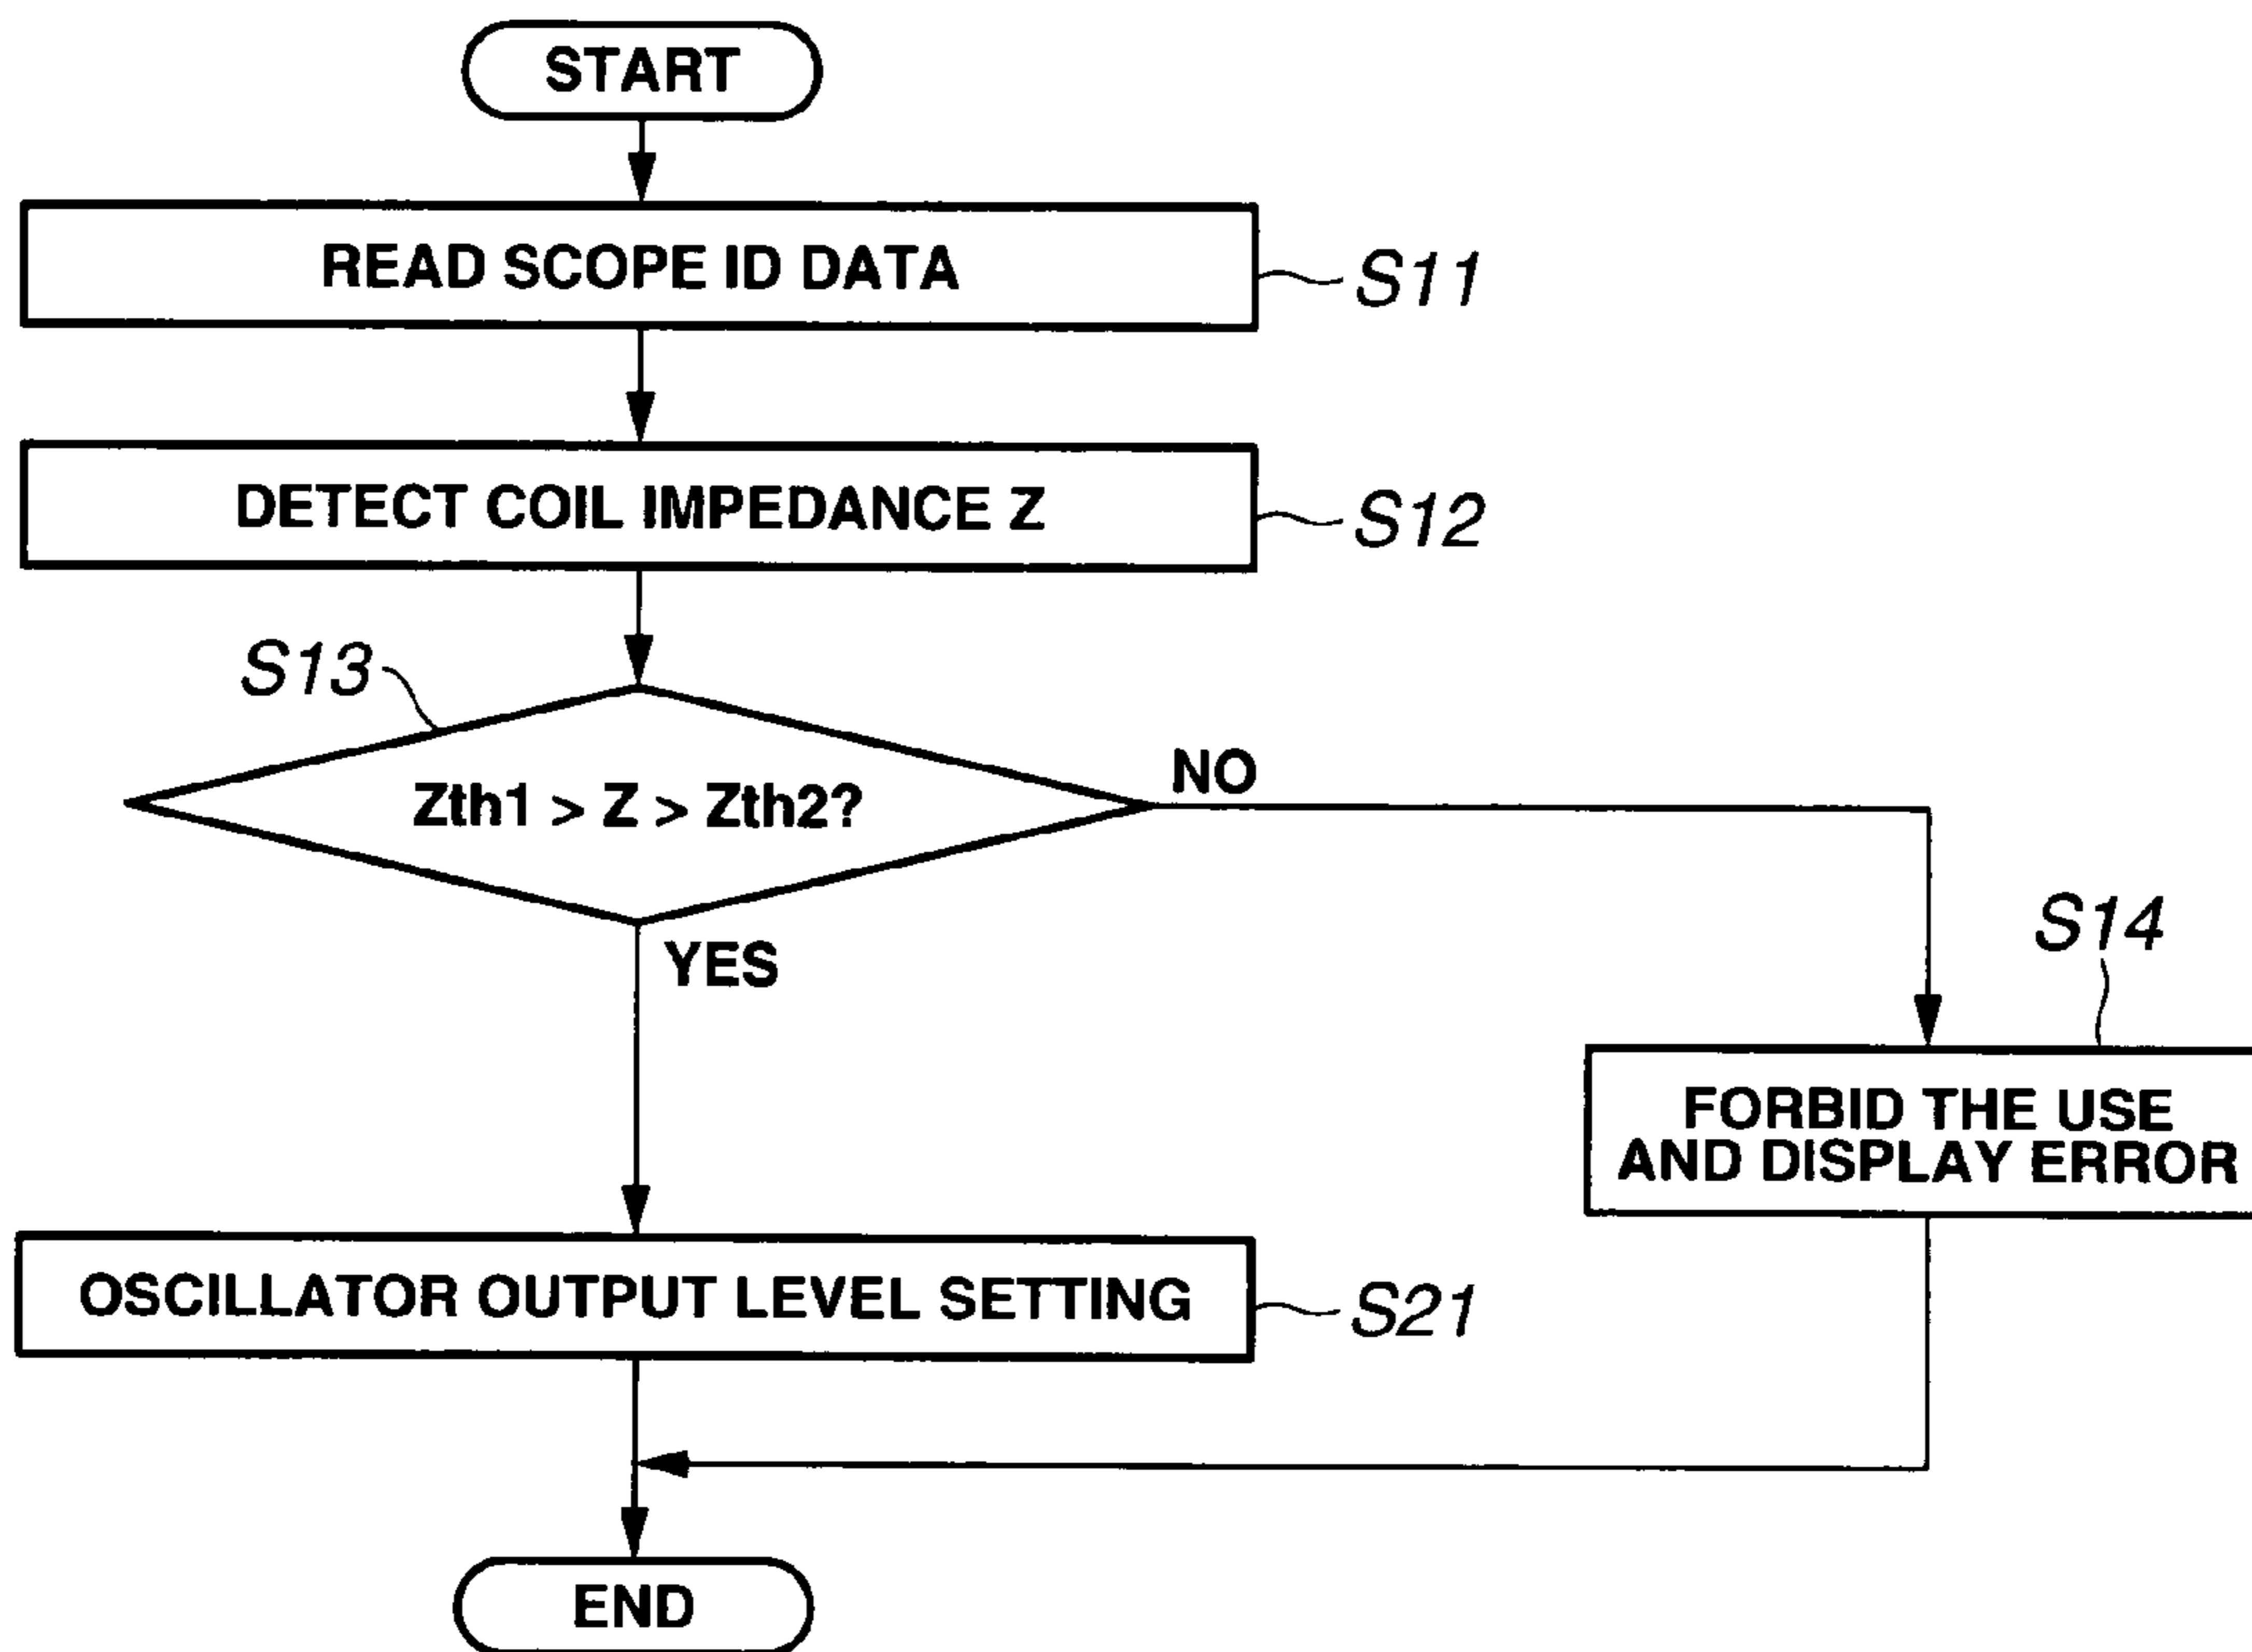 START
READ SCOPE ID DATA
S11
DETECT COIL IMPEDANCE Z
S12
S13
Zth1 > Z > Zth2?
NO
YES
S14
FORBID THE USE
AND DISPLAY ERROR
OSCILLATOR OUTPUT LEVEL SETTING
S21
END